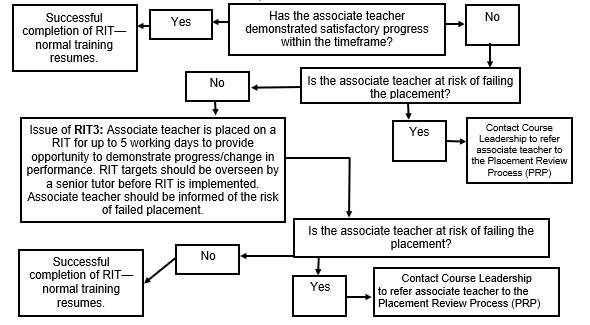 Successful
completion of RIT—
normal training
resumes.
Yes
Has the associate teacher
demonstrated satisfactory progress
within the timeframe?
No
Is the associate teacher at risk of failing
the placement?
No
Yes
Contact Course
Leadership to refer
associate teacher to
the Placement Review
Process (PRP)
Issue of RIT3: Associate teacher is placed on a
RIT for up to 5 working days to provide
opportunity to demonstrate progress/change in
performance. RIT targets should be overseen by
a senior tutor before RIT is implemented.
Associate teacher should be informed of the risk
of failed placement.
Is the associate teacher at risk of failing the
placement?
No
Successful
completion of RIT—
normal training
resumes.
Yes
Contact Course Leadership
to refer associate teacher to the
Placement Review Process (PRP)